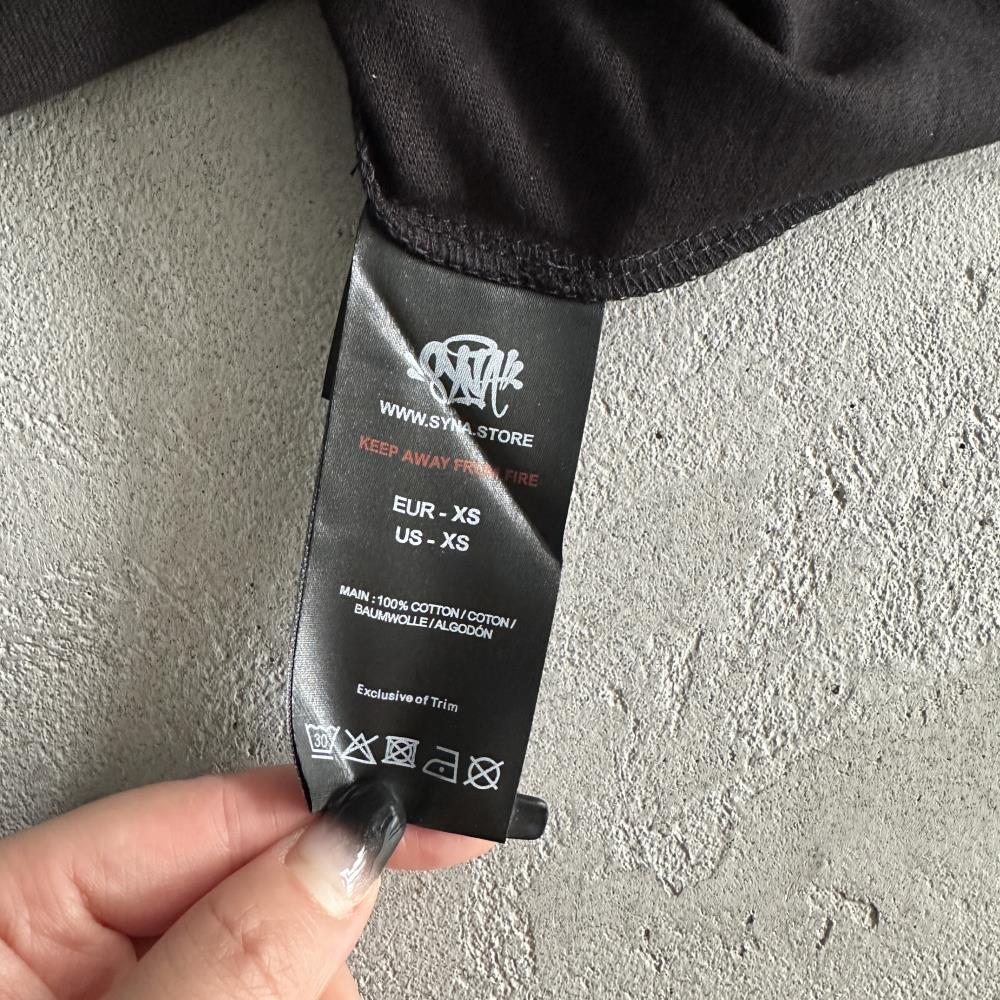 SYNA
WWW.SYNA.STORE
KEEP AWAY FROM FIRE
EUR - XS
US - XS
MAIN : 100% COTTON / COTON /
BAUMWOLLE / ALGODÓN
Exclusive of Trim
30